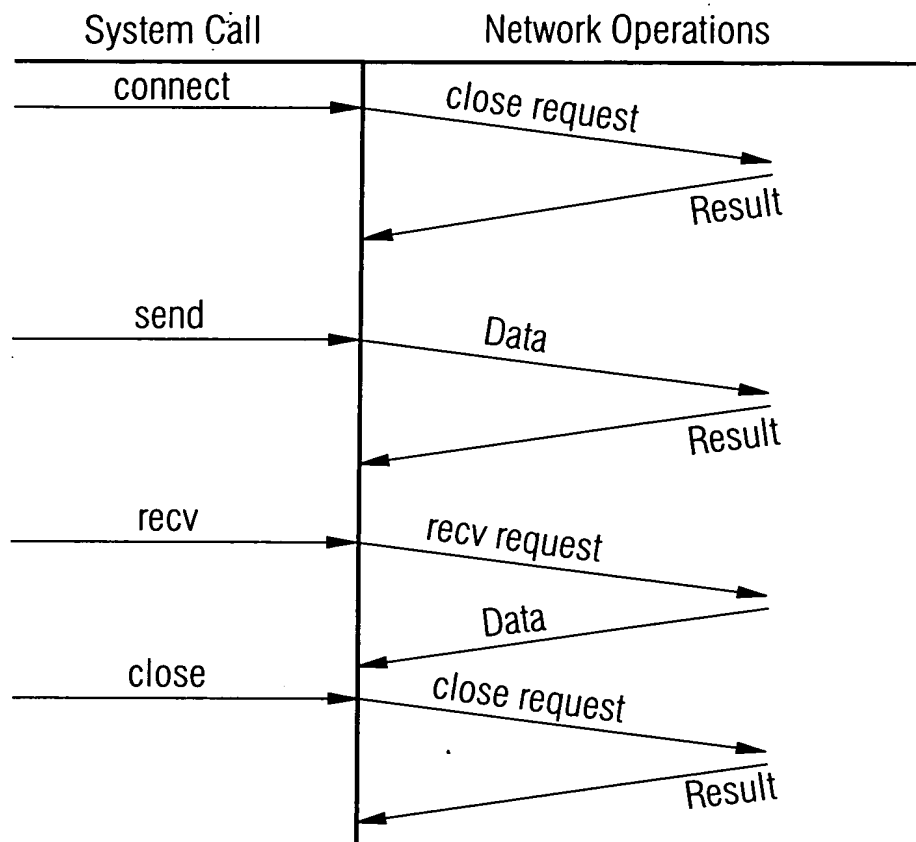 System Call
Network Operations
connect
close request
Result
send
Data
Result
recv
recv request
Data
close
close request
Result